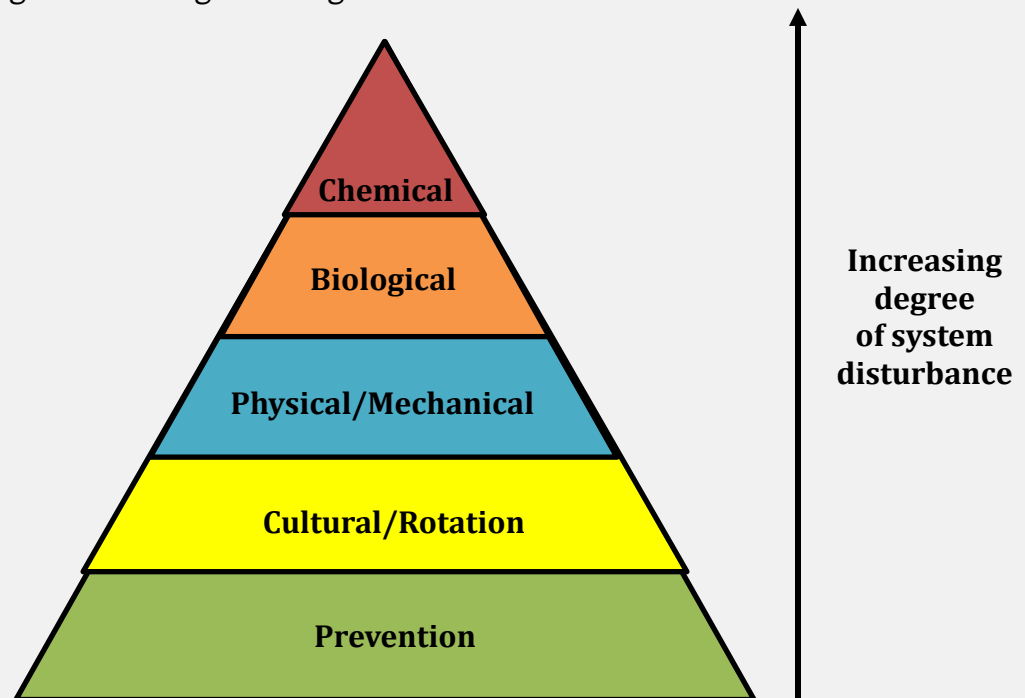 Chemical
Biological
Physical/Mechanical
Cultural/Rotation
Prevention
Increasing
degree
of system
disturbance